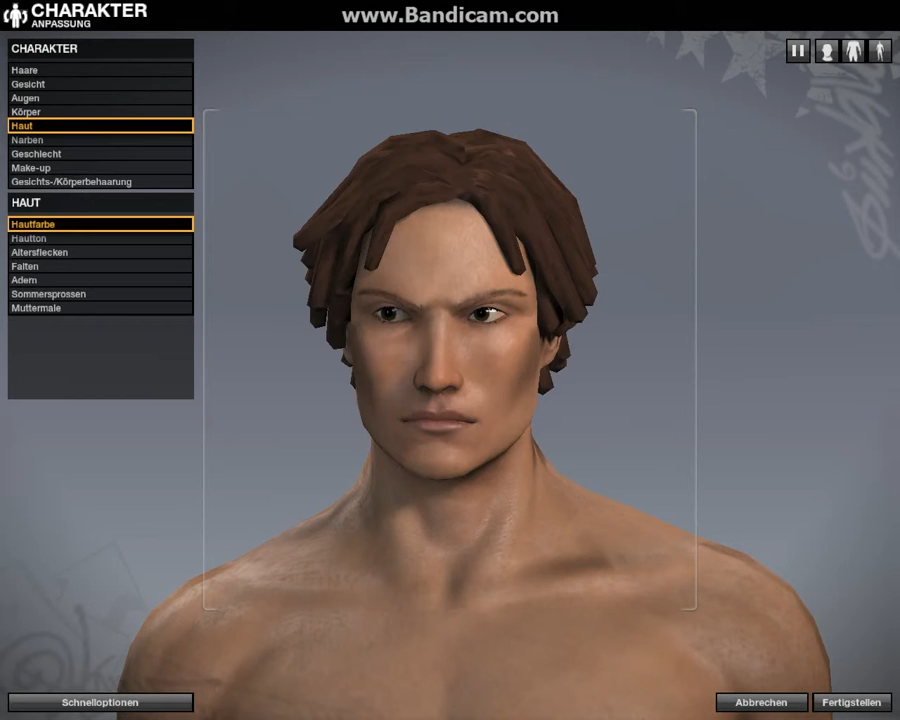 CHARAKTER
ANPASSUNG
www.Bandicam.com
CHARAKTER
Haare
Gesicht
Augen
Körper
Haut
Narben
Geschlecht
Make-up
Gesichts-/Körperbehaarung
HAUT
Hautfarbe
Hautton
Altersflecken
Falten
Adern
Sommersprossen
Muttermale
Schnelloptionen
Abbrechen
Fertigstellen